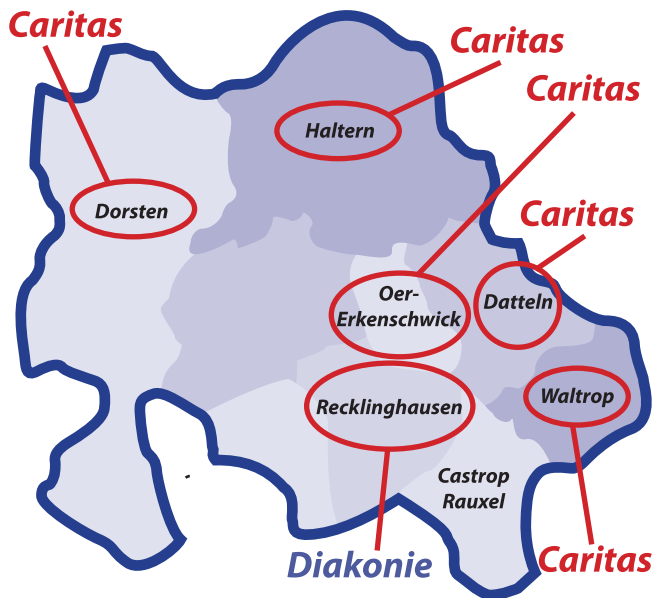 Caritas
Caritas
Caritas
Haltern
Dorsten
Caritas
Oer-
Erkenschwick
Datteln
Waltrop
Recklinghausen
Castrop
Rauxel
Diakonie
Caritas